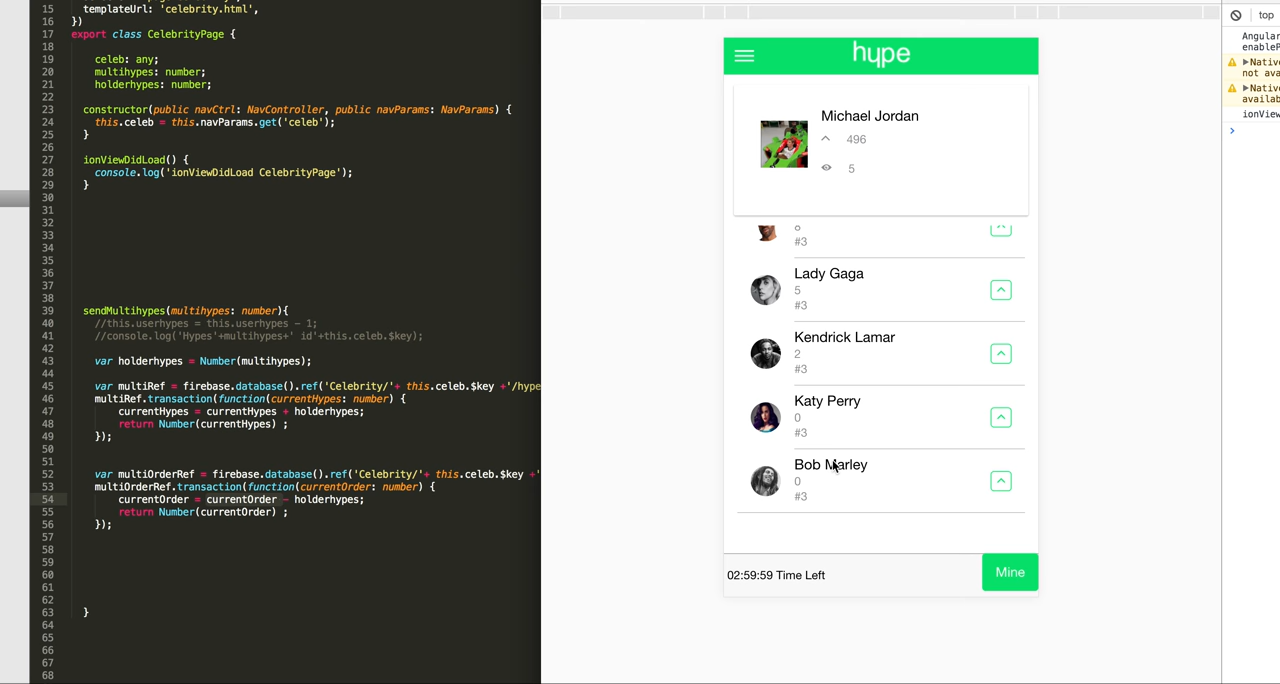 15 templateUrl: 'celebrity.html',
16 })
17 export class CelebrityPage {
18
19 celeb: any;
20 multihypes: number;
21 holderhypes: number;
22
23 constructor(public navCtrl: NavController, public navParams: NavParams) {
24 this.celeb = this.navParams.get('celeb');
25 }
26
27 ionViewDidLoad() {
28 console.log('ionViewDidLoad CelebrityPage');
29 }
30
31
32
33
34
35
36
37
38
39 sendMultihypes(multihypes: number){
40 //this.userhypes = this.userhypes - 1;
41 //console.log('Hypes'+multihypes+' id'+this.celeb.$key);
42
43 var holderhypes = Number(multihypes);
44
45 var multiRef = firebase.database().ref('Celebrity/'+ this.celeb.$key +'/hype
46 multiRef.transaction(function(currentHypes: number) {
47 currentHypes = currentHypes + holderhypes;
48 return Number(currentHypes) ;
49 });
50
51
52 var multiOrderRef = firebase.database().ref('Celebrity/'+ this.celeb.$key +'
53 multiOrderRef.transaction(function(currentOrder: number) {
54 currentOrder = currentOrder - holderhypes;
55 return Number(currentOrder) ;
56 });
57
58
59
60
61
62
63 }
64
65
66
67
68
hype
Michael Jordan
496
5
8
#3
Lady Gaga
5
#3
Kendrick Lamar
2
#3
Katy Perry
0
#3
Bob Marley
0
#3
02:59:59 Time Left
Mine
top
Angular
enableP
Native
not ava
Native
availab
ionView